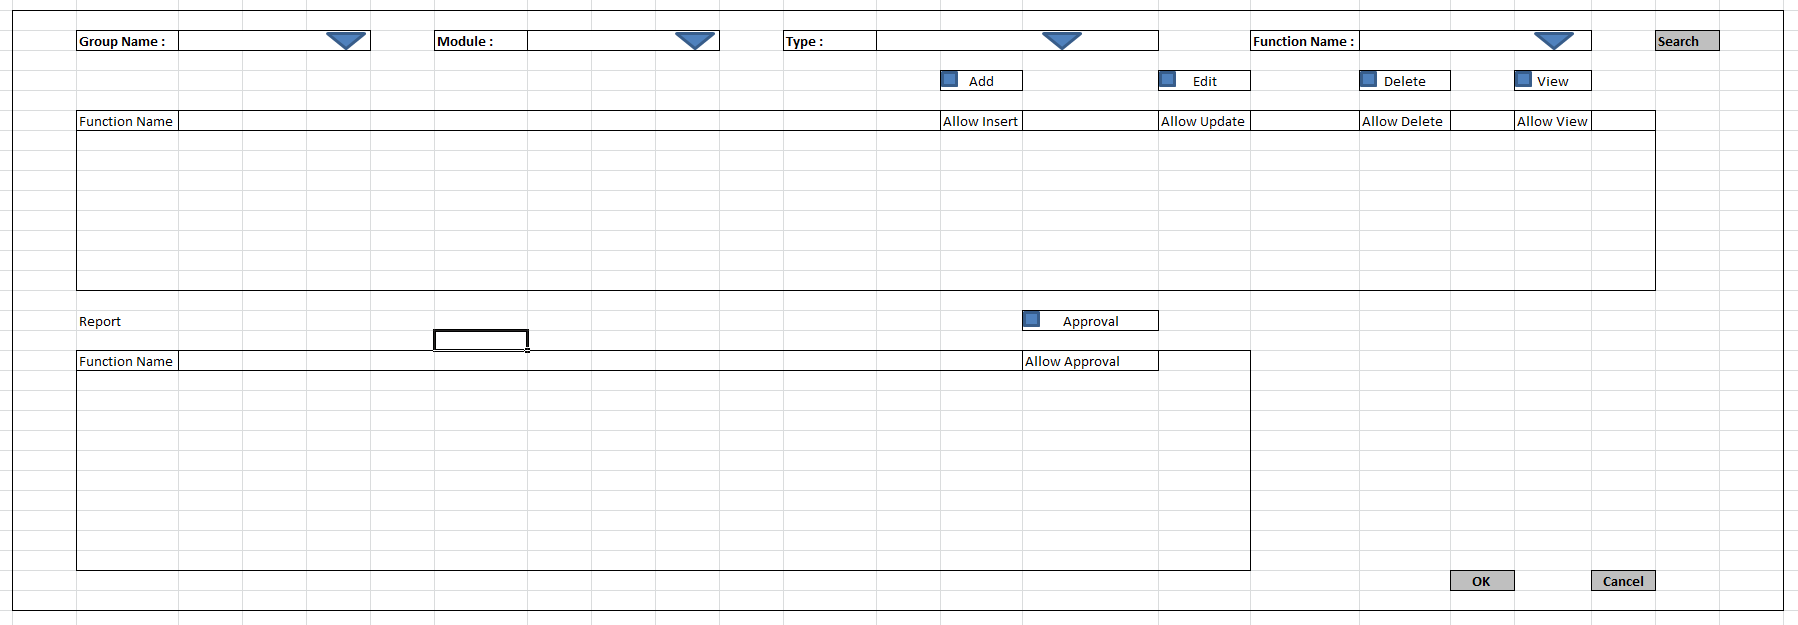 Group Name : Module : Type : Function Name : Search
Add Edit Delete View
Function Name Allow Insert Allow Update Allow Delete Allow View
Report Approval
Function Name Allow Approval
OK Cancel